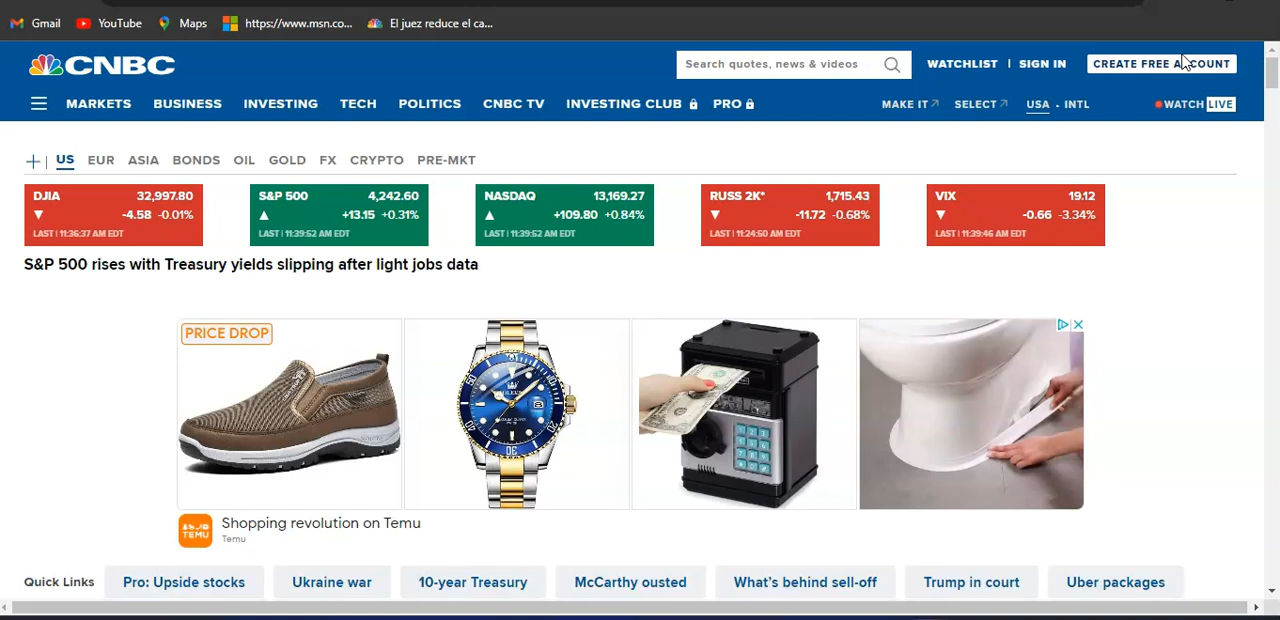 Gmail YouTube Maps https://www.msn.co... El juez reduce el ca...
CNBC Search quotes, news & videos WATCHLIST | SIGN IN CREATE FREE ACCOUNT
MARKETS BUSINESS INVESTING TECH POLITICS CNBC TV INVESTING CLUB PRO MAKE IT SELECT USA • INTL WATCH LIVE
US EUR ASIA BONDS OIL GOLD FX CRYPTO PRE-MKT
DJIA 32,997.80 S&P 500 4,242.60 NASDAQ 13,169.27 RUSS 2K* 1,715.43 VIX 19.12
-4.58 -0.01% +13.15 +0.31% +109.80 +0.84% -11.72 -0.68% -0.66 -3.34%
LAST | 11:36:37 AM EDT LAST | 11:39:52 AM EDT LAST | 11:39:52 AM EDT LAST | 11:24:50 AM EDT LAST | 11:39:46 AM EDT
S&P 500 rises with Treasury yields slipping after light jobs data
PRICE DROP
TEMU Shopping revolution on Temu
Temu
Quick Links Pro: Upside stocks Ukraine war 10-year Treasury McCarthy ousted What's behind sell-off Trump in court Uber packages